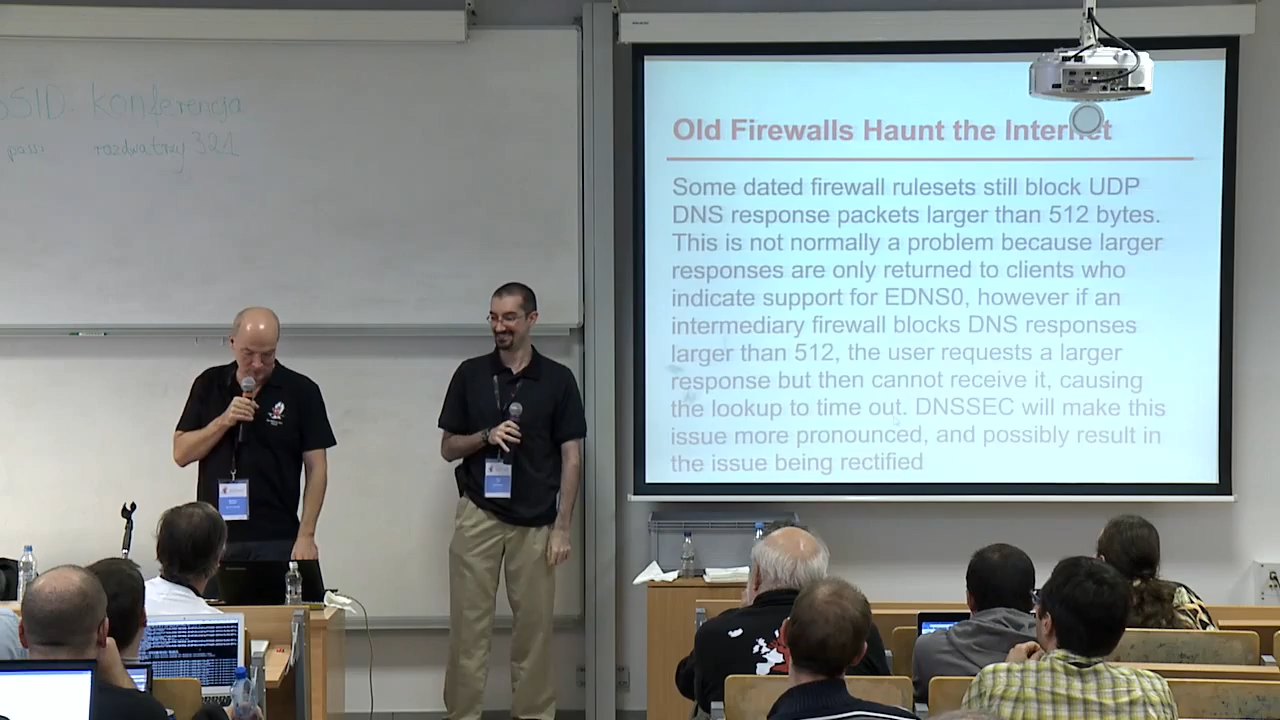 SSID: konferencja
pass: razdwatrzy 321
Old Firewalls Haunt the Internet
Some dated firewall rulesets still block UDP
DNS response packets larger than 512 bytes.
This is not normally a problem because larger
responses are only returned to clients who
indicate support for EDNS0, however if an
intermediary firewall blocks DNS responses
larger than 512, the user requests a larger
response but then cannot receive it, causing
the lookup to time out. DNSSEC will make this
issue more pronounced, and possibly result in
the issue being rectified